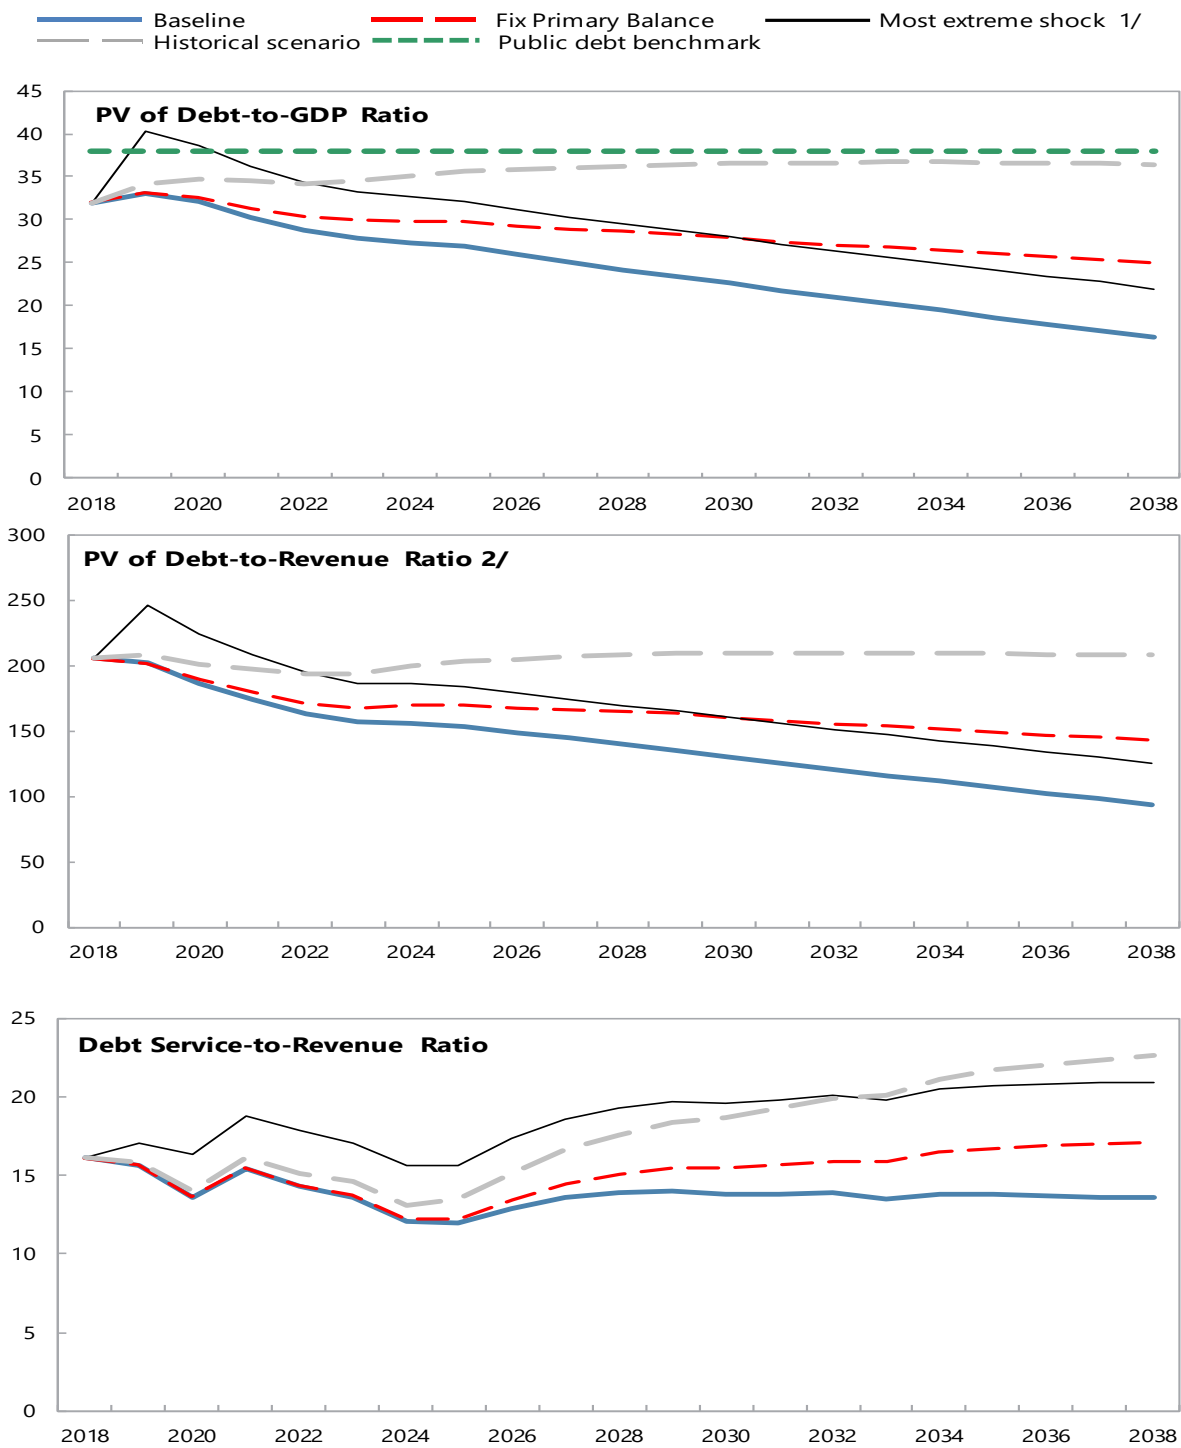 Baseline Fix Primary Balance Most extreme shock 1/
Historical scenario Public debt benchmark
PV of Debt-to-GDP Ratio
45
40
35
30
25
20
15
10
5
0
2018 2020 2022 2024 2026 2028 2030 2032 2034 2036 2038
PV of Debt-to-Revenue Ratio 2/
300
250
200
150
100
50
0
2018 2020 2022 2024 2026 2028 2030 2032 2034 2036 2038
Debt Service-to-Revenue Ratio
25
20
15
10
5
0
2018 2020 2022 2024 2026 2028 2030 2032 2034 2036 2038